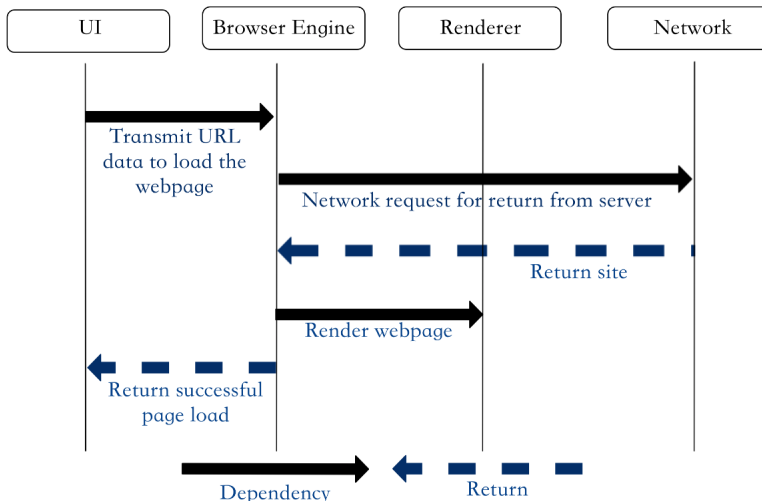 UI
Browser Engine
Renderer
Network
Transmit URL
data to load the
webpage
Network request for return from server
Return site
Render webpage
Return successful
page load
Dependency
Return